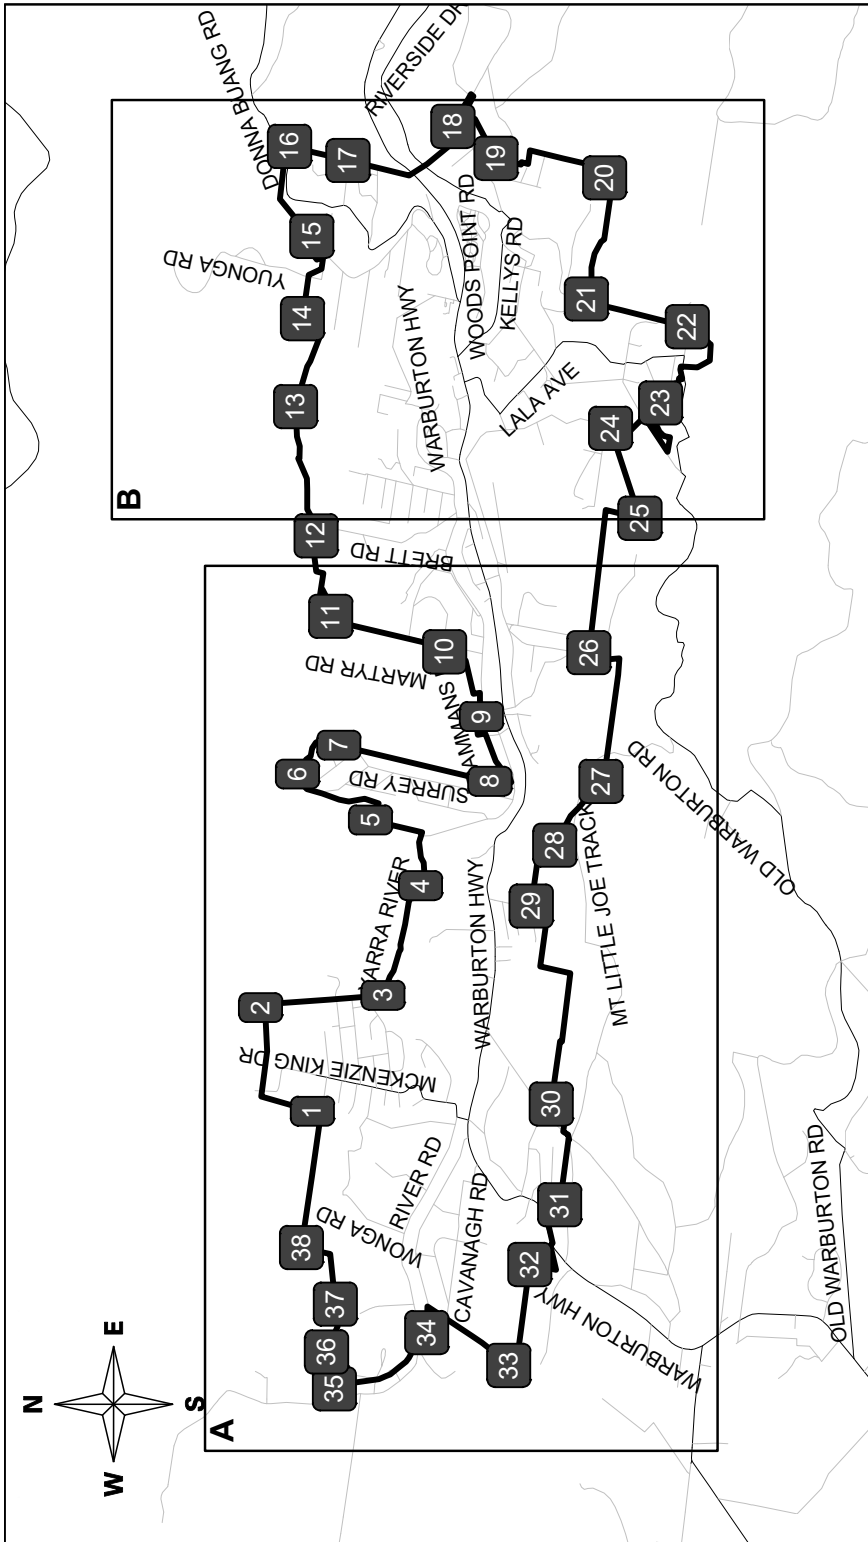 N
E
S
W
A
B
DONNA BUANG RD
RIVERSIDE DR
YUONGA RD
WARBURTON HWY
WOODS POINT RD
KELLYS RD
LALA AVE
BRETT RD
MARTYR RD
SURREY RD
YARRA RIVER
MCKENZIE KING DR
WARBURTON HWY
RIVER RD
WONGA RD
CAVANAGH RD
WARBURTON HWY
MT LITTLE JOE TRACK
OLD WARBURTON RD
OLD WARBURTON RD
1
2
3
4
5
6
7
8
9
10
11
12
13
14
15
16
17
18
19
20
21
22
23
24
25
26
27
28
29
30
31
32
33
34
35
36
37
38